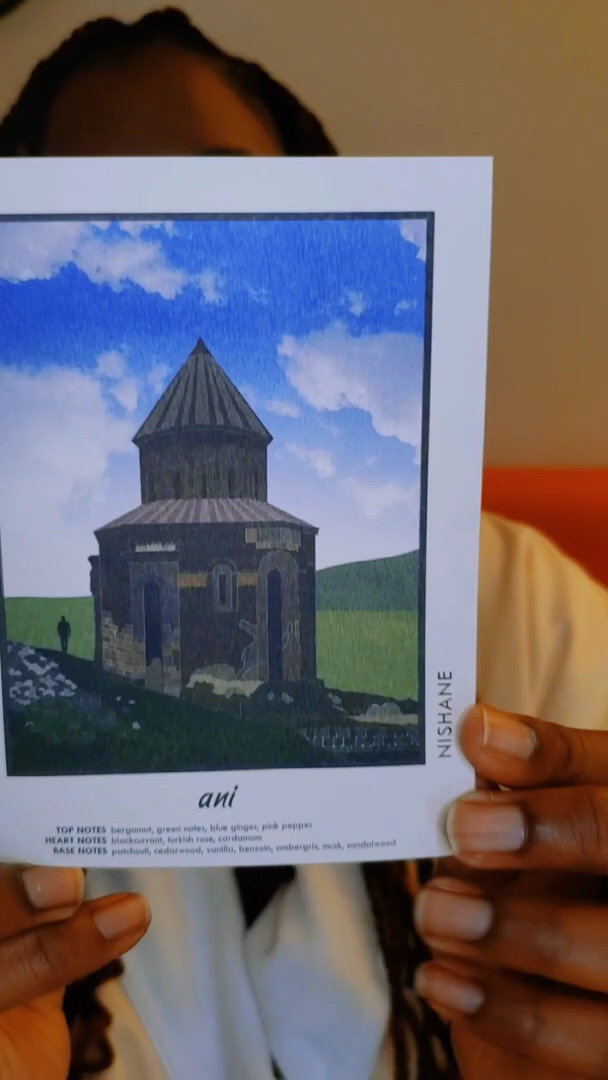 NISHANE
ani
TOP NOTES bergamot, green notes, blue ginger, pink pepper
HEART NOTES blackcurrant, turkish rose, cardamom
BASE NOTES patchouli, cedarwood, vanilla, benzoin, ambergris, musk, sandalwood